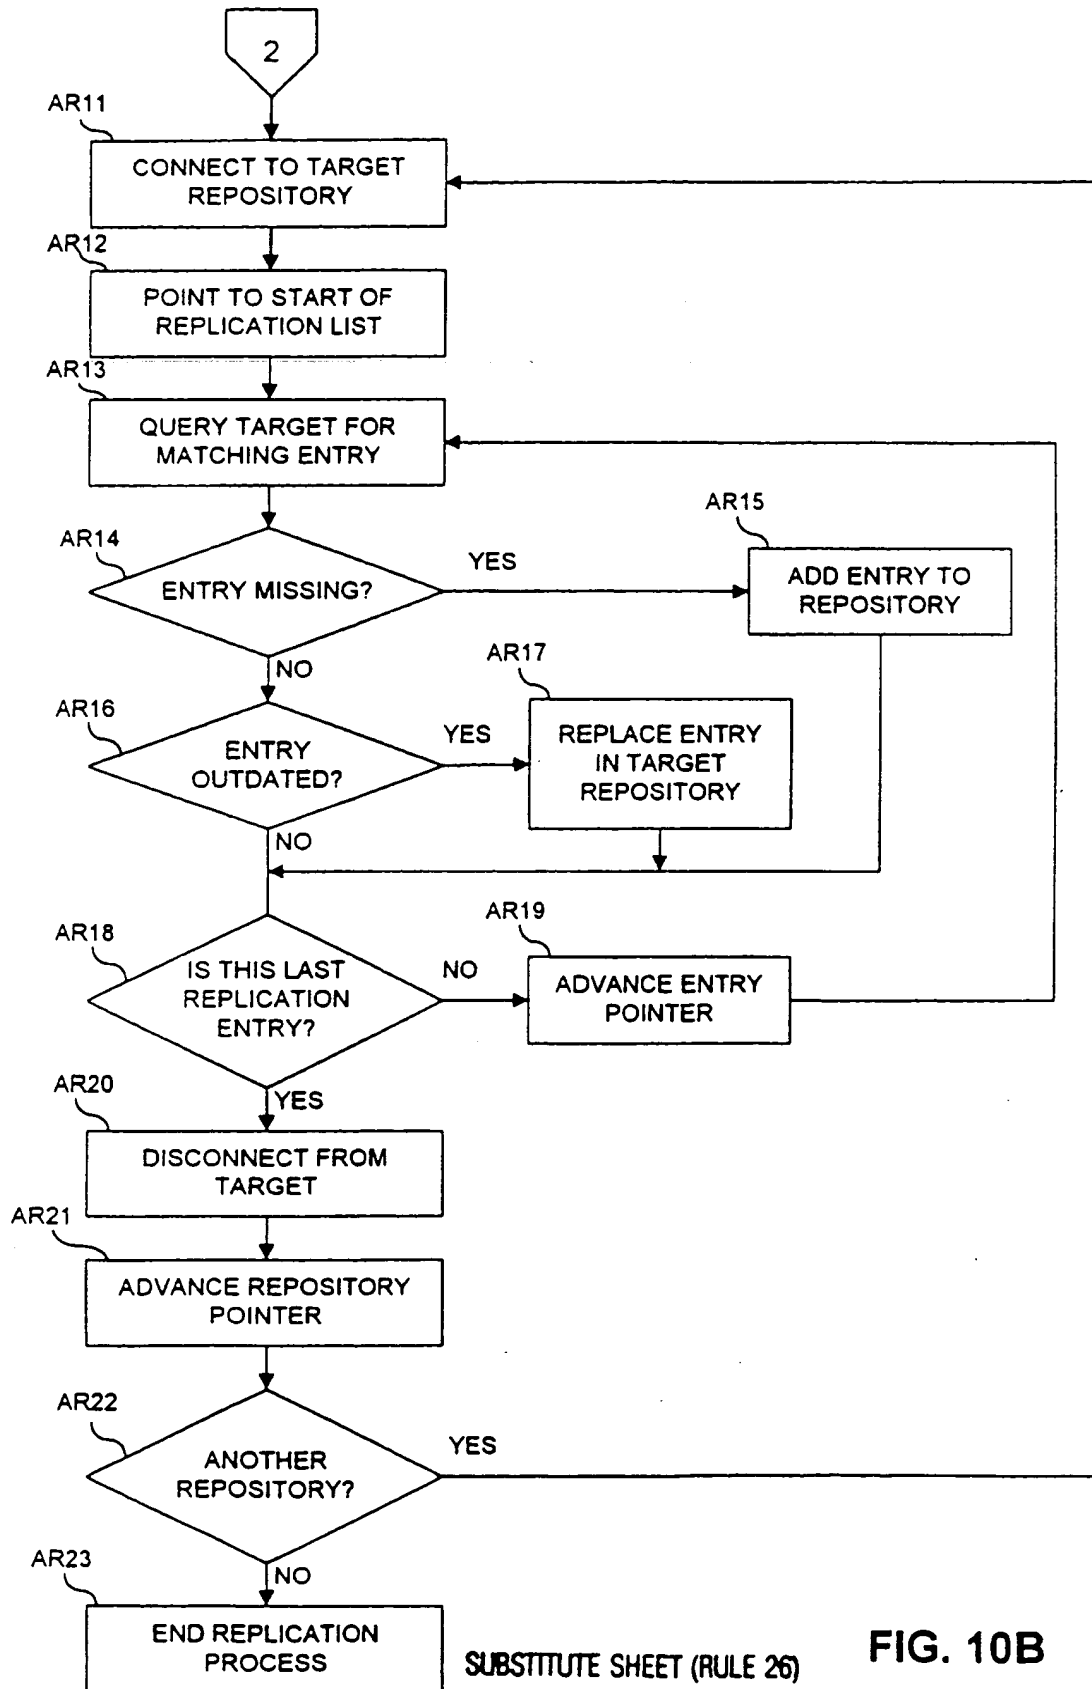 2
AR11
CONNECT TO TARGET
REPOSITORY
AR12
POINT TO START OF
REPLICATION LIST
AR13
QUERY TARGET FOR
MATCHING ENTRY
AR14
ENTRY MISSING?
YES
AR15
ADD ENTRY TO
REPOSITORY
NO
AR16
ENTRY
OUTDATED?
YES
AR17
REPLACE ENTRY
IN TARGET
REPOSITORY
NO
AR18
IS THIS LAST
REPLICATION
ENTRY?
NO
AR19
ADVANCE ENTRY
POINTER
YES
AR20
DISCONNECT FROM
TARGET
AR21
ADVANCE REPOSITORY
POINTER
AR22
ANOTHER
REPOSITORY?
YES
NO
AR23
END REPLICATION
PROCESS
SUBSTITUTE SHEET (RULE 26)
FIG. 10B